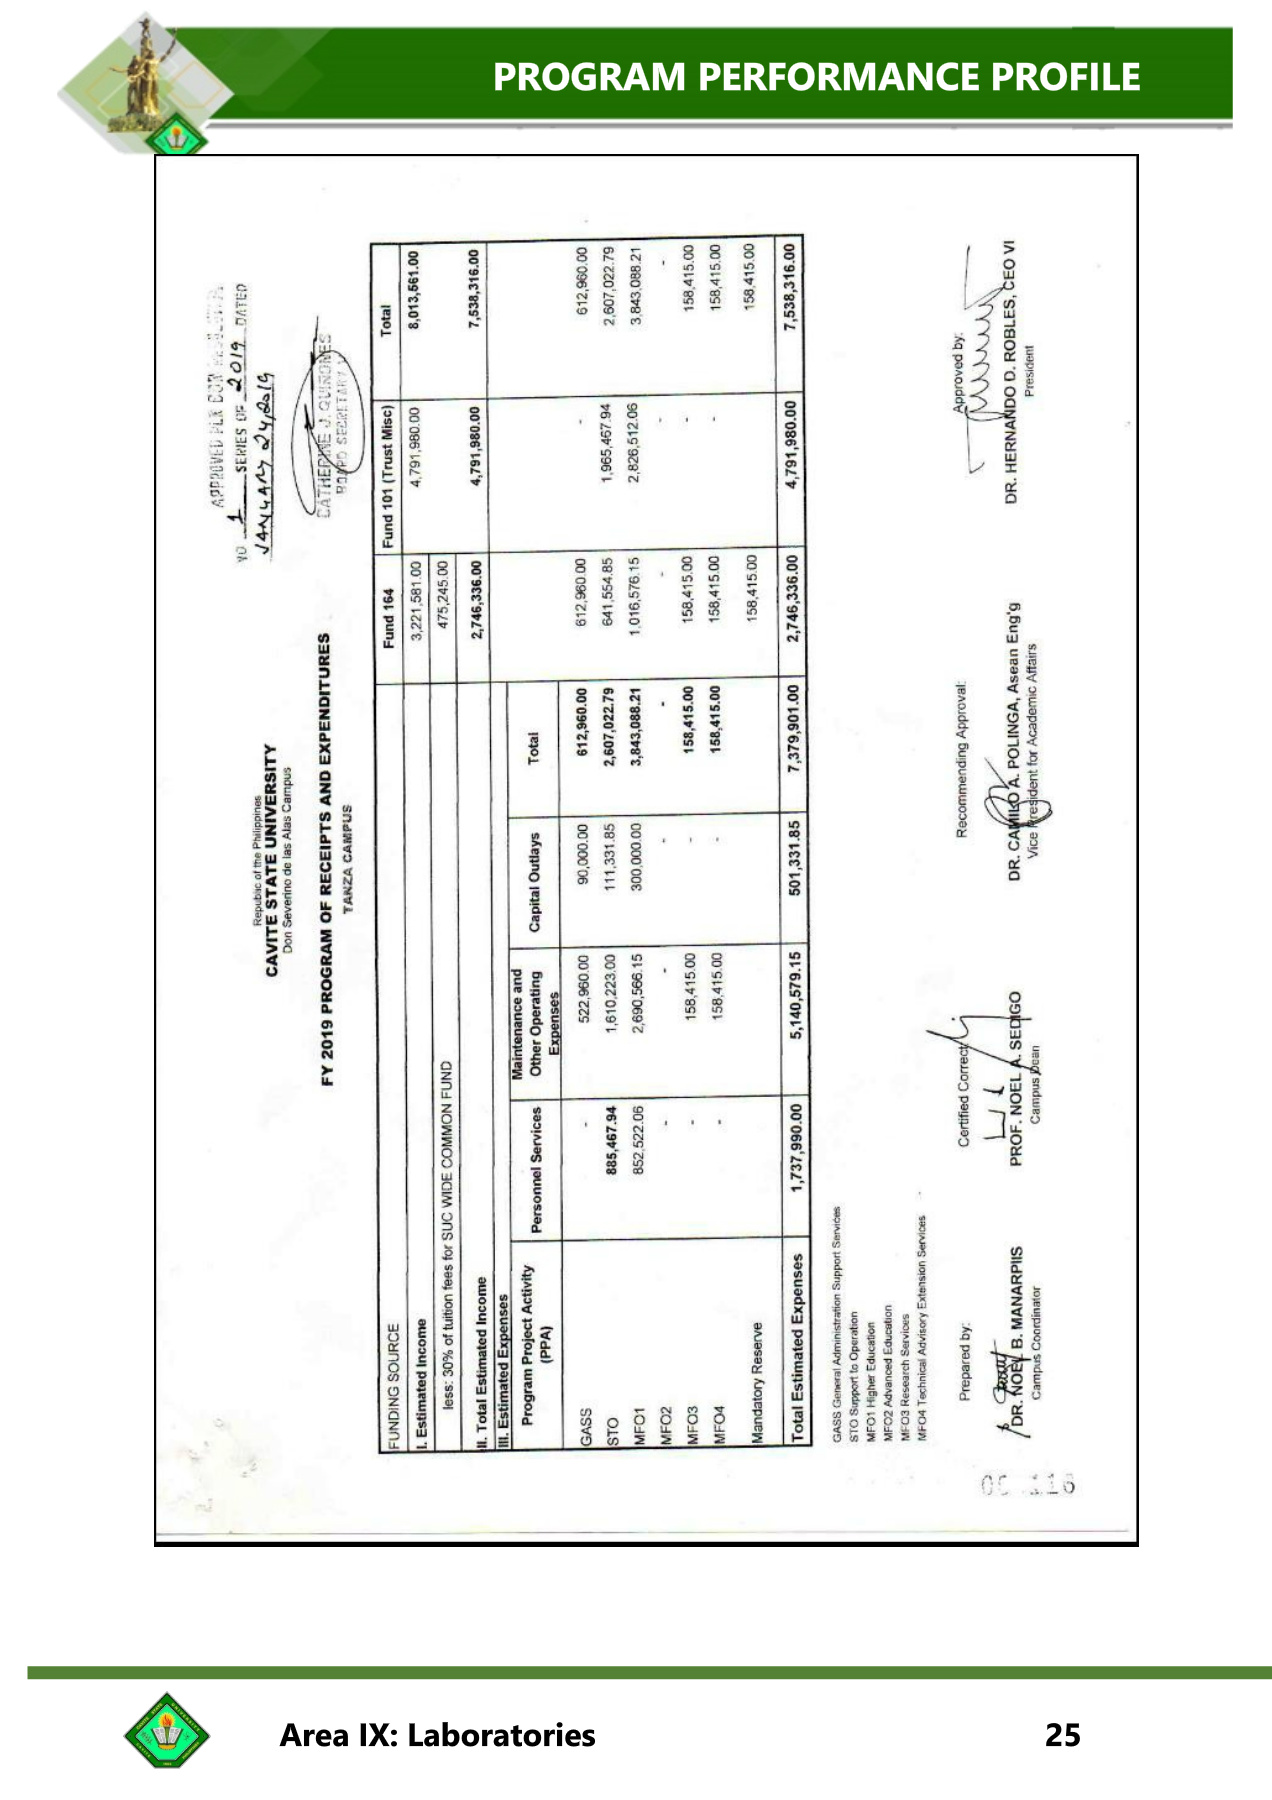 PROGRAM PERFORMANCE PROFILE
NO 1 SERIES OF 2019 DATED
JANUARY 24, 2019
CATHERINE J. QUIÑONES
BOARD SECRETARY V
Republic of the Philippines
CAVITE STATE UNIVERSITY
Don Severino de las Alas Campus
FY 2019 PROGRAM OF RECEIPTS AND EXPENDITURES
TANZA CAMPUS
FUNDING SOURCE Fund 164 Fund 101 (Trust Misc) Total
I. Estimated Income 3,221,581.00 4,791,980.00 8,013,561.00
less: 30% of tuition fees for SUC WIDE COMMON FUND 475,245.00
II. Total Estimated Income 2,746,336.00 4,791,980.00 7,538,316.00
III. Estimated Expenses
Program Project Activity (PPA) Personnel Services Maintenance and Other Operating Expenses Capital Outlays Total
GASS - 522,960.00 90,000.00 612,960.00 612,960.00 - 612,960.00
STO 885,467.94 1,610,223.00 111,331.85 2,607,022.79 641,554.85 1,965,467.94 2,607,022.79
MFO1 852,522.06 2,690,566.15 300,000.00 3,843,088.21 1,016,576.15 2,826,512.06 3,843,088.21
MFO2 - - - - - - -
MFO3 - 158,415.00 - 158,415.00 158,415.00 - 158,415.00
MFO4 - 158,415.00 - 158,415.00 158,415.00 - 158,415.00
Mandatory Reserve 158,415.00 158,415.00
Total Estimated Expenses 1,737,990.00 5,140,579.15 501,331.85 7,379,901.00 2,746,336.00 4,791,980.00 7,538,316.00
GASS General Administration Support Services
STO Support to Operation
MFO1 Higher Education
MFO2 Advanced Education
MFO3 Research Services
MFO4 Technical Advisory Extension Services
Prepared by: Certified Correct: Recommending Approval: Approved by:
DR. NOEL B. MANARPIIS PROF. NOEL A. SEDIGO DR. CAMILO A. POLINGA, Asean Eng'g DR. HERNANDO D. ROBLES, CEO VI
Campus Coordinator Campus Dean Vice President for Academic Affairs President
Area IX: Laboratories 25